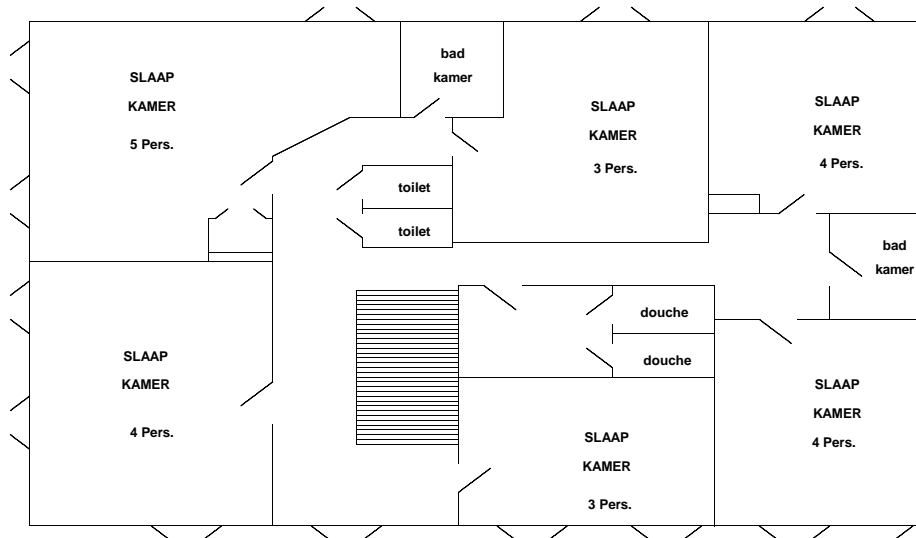 SLAAP
KAMER
5 Pers.
bad
kamer
SLAAP
KAMER
3 Pers.
SLAAP
KAMER
4 Pers.
toilet
toilet
bad
kamer
douche
douche
SLAAP
KAMER
4 Pers.
SLAAP
KAMER
3 Pers.
SLAAP
KAMER
4 Pers.